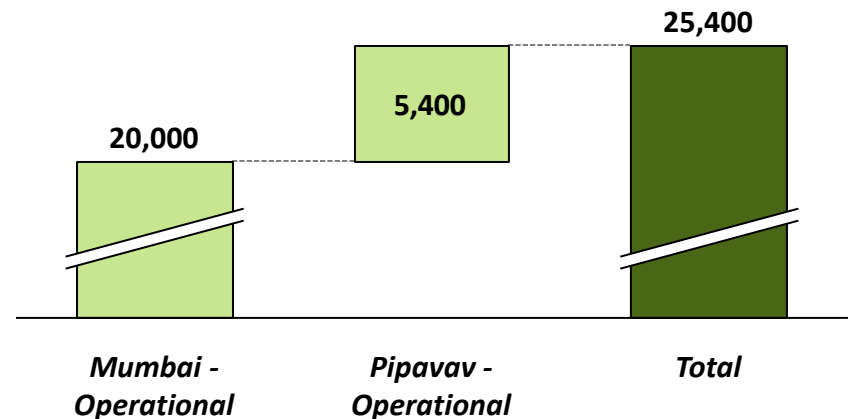 25,400
5,400
20,000
Mumbai -
Operational
Pipavav -
Operational
Total